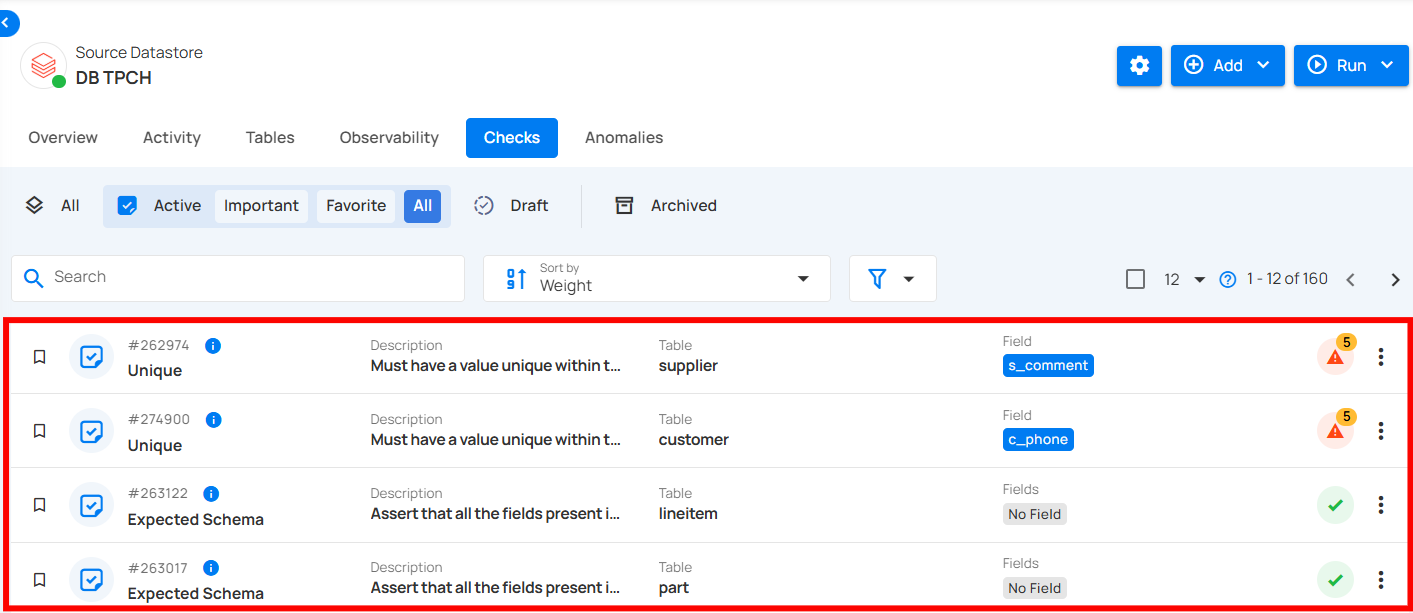 Source Datastore
DB TPCH
Add
Run
Overview
Activity
Tables
Observability
Checks
Anomalies
All
Active
Important
Favorite
All
Draft
Archived
Search
Sort by
Weight
12
1 - 12 of 160
#262974
Unique
Description
Must have a value unique within t...
Table
supplier
Field
s_comment
5
#274900
Unique
Description
Must have a value unique within t...
Table
customer
Field
c_phone
5
#263122
Expected Schema
Description
Assert that all the fields present i...
Table
lineitem
Fields
No Field
#263017
Expected Schema
Description
Assert that all the fields present i...
Table
part
Fields
No Field